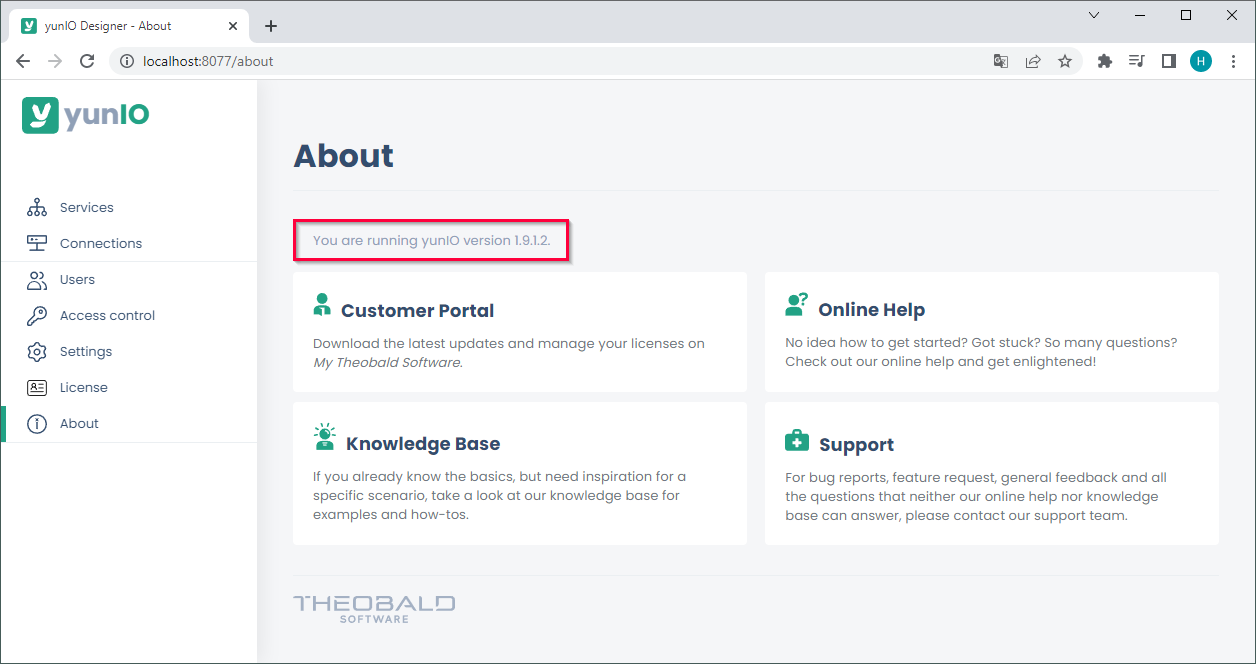 yunIO Designer - About
localhost:8077/about
H
yunIO
Services
Connections
Users
Access control
Settings
License
About
About
You are running yunIO version 1.9.1.2.
Customer Portal
Download the latest updates and manage your licenses on
My Theobald Software.
Online Help
No idea how to get started? Got stuck? So many questions?
Check out our online help and get enlightened!
Knowledge Base
If you already know the basics, but need inspiration for a
specific scenario, take a look at our knowledge base for
examples and how-tos.
Support
For bug reports, feature request, general feedback and all
the questions that neither our online help nor knowledge
base can answer, please contact our support team.
THEOBALD
SOFTWARE